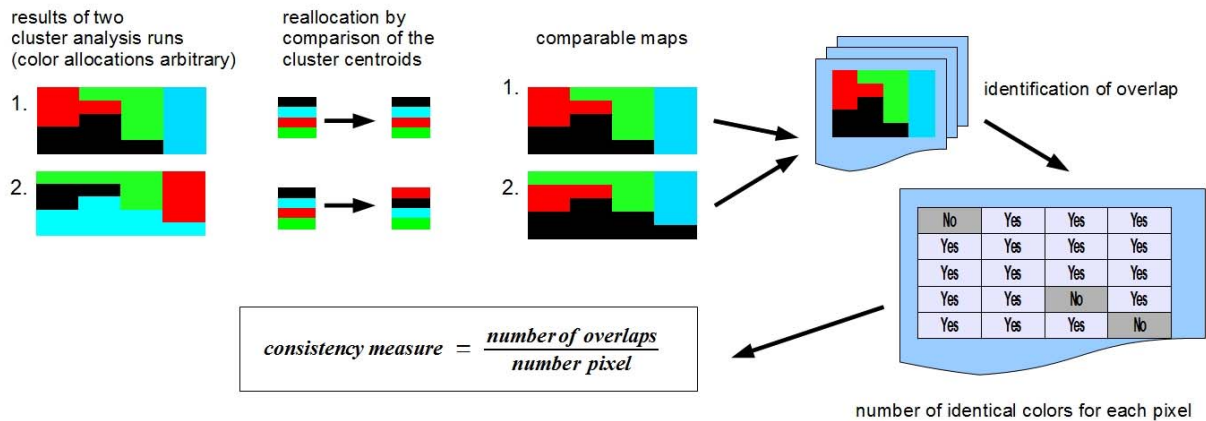 results of two
cluster analysis runs
(color allocations arbitrary)
reallocation by
comparison of the
cluster centroids
comparable maps
1.
2.
1.
2.
identification of overlap
No Yes Yes Yes
Yes Yes Yes Yes
Yes Yes Yes Yes
Yes Yes No Yes
Yes Yes Yes No
number of identical colors for each pixel
consistency measure = number of overlaps
number pixel